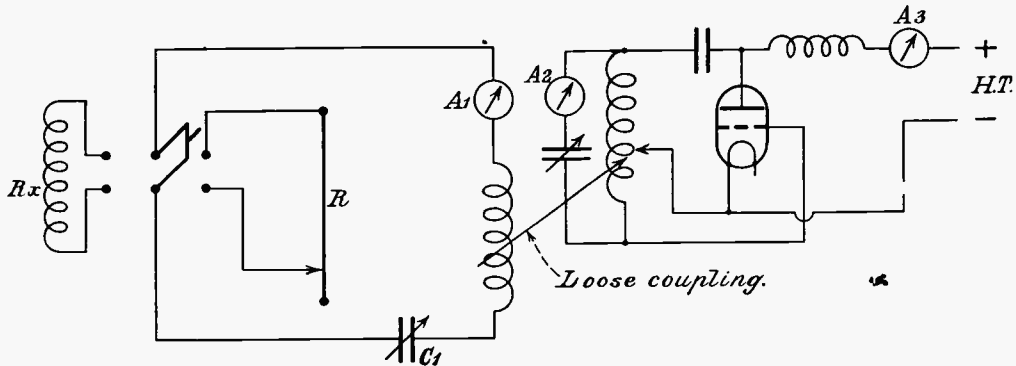 A3
+
H.T.
−
A2
A1
Rx
R
Loose coupling.
C1